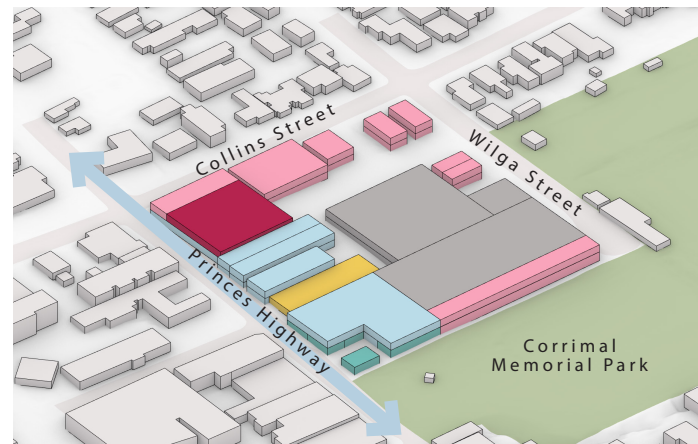 Collins Street
Wilga Street
Princes Highway
Corrimal
Memorial Park